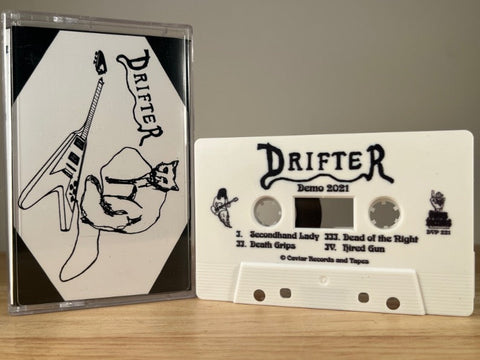 DRIFTER
DRIFTER
Demo 2021
I. Secondhand Lady
II. Death Grips
III. Dead of the Night
IV. Hired Gun
© Caviar Records and Tapes